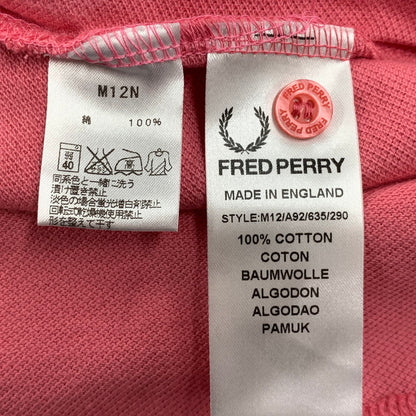 M12N
綿 100%
40
同系色と一緒に洗う
漬け置き禁止
淡色の場合蛍光増白剤禁止
回転式乾燥機使用禁止
形を整えて干す
FRED PERRY
FRED PERRY
FRED PERRY
MADE IN ENGLAND
STYLE:M12/A92/635/290
100% COTTON
COTON
BAUMWOLLE
ALGODON
ALGODAO
PAMUK